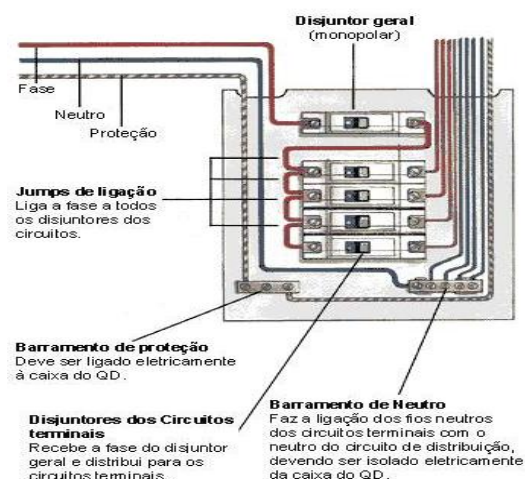 Disjuntor geral
(monopolar)
Fase
Neutro
Proteção
Jumps de ligação
Liga a fase a todos
os disjuntores dos
circuitos.
Barramento de proteção
Deve ser ligado eletricamente
à caixa do QD.
Disjuntores dos Circuitos
terminais
Recebe a fase do disjuntor
geral e distribui para os
circuitos terminais
Barramento de Neutro
Faz a ligação dos fios neutros
dos circuitos terminais com o
neutro do circuito de distribuição,
devendo ser isolado eletricamente
da caixa do QD.